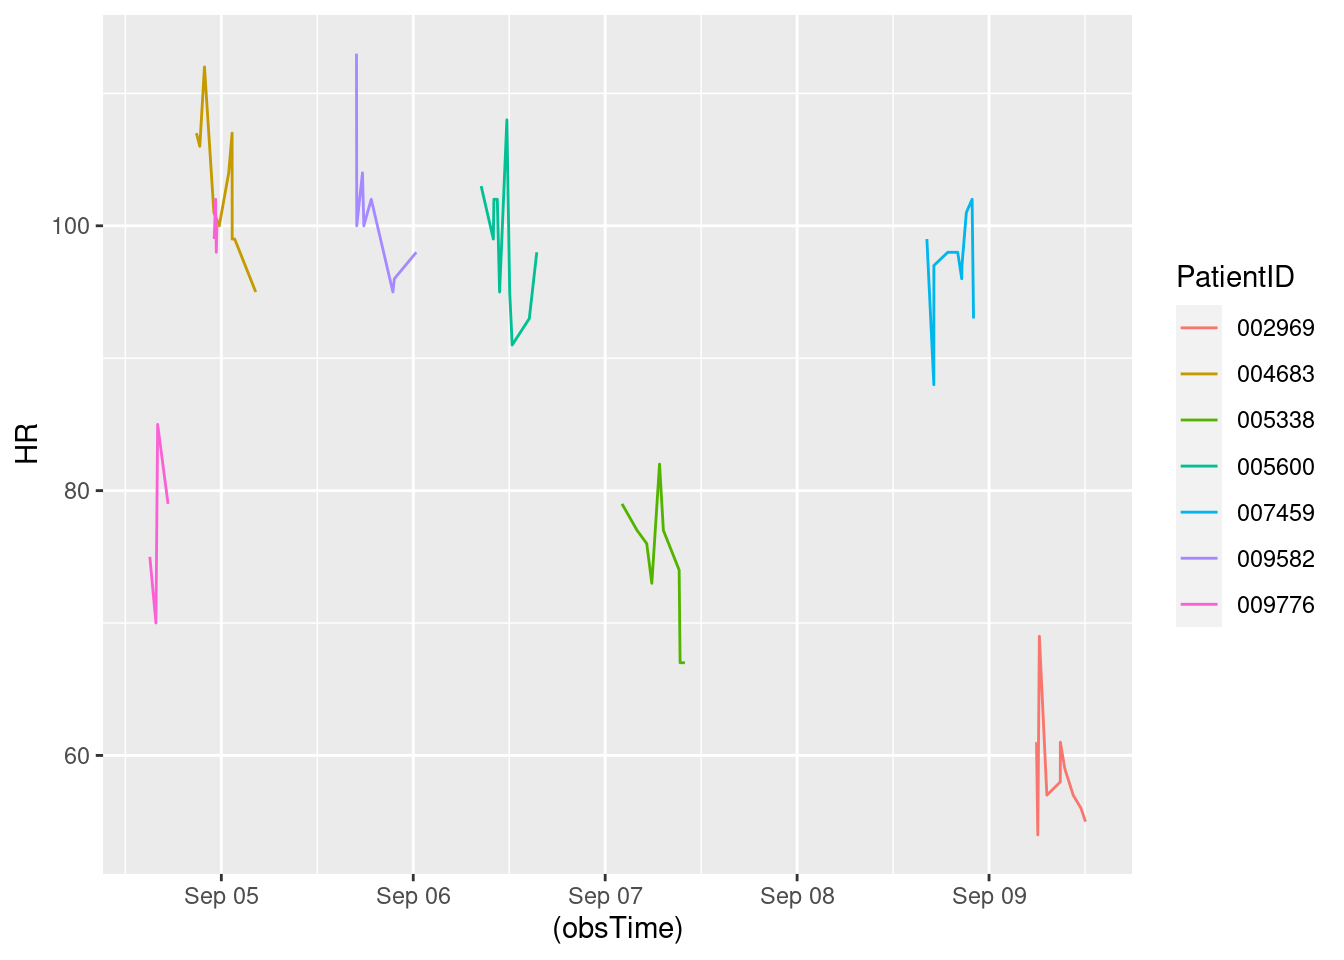 HR
100
80
60
Sep 05
Sep 06
Sep 07
Sep 08
Sep 09
(obsTime)
PatientID
002969
004683
005338
005600
007459
009582
009776